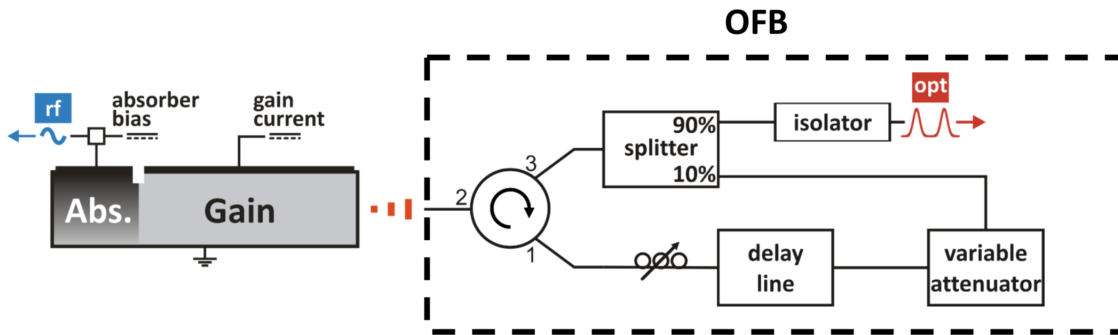 OFB
rf
absorber
bias
gain
current
Abs.
Gain
2
3
1
90%
splitter
10%
isolator
opt
delay
line
variable
attenuator